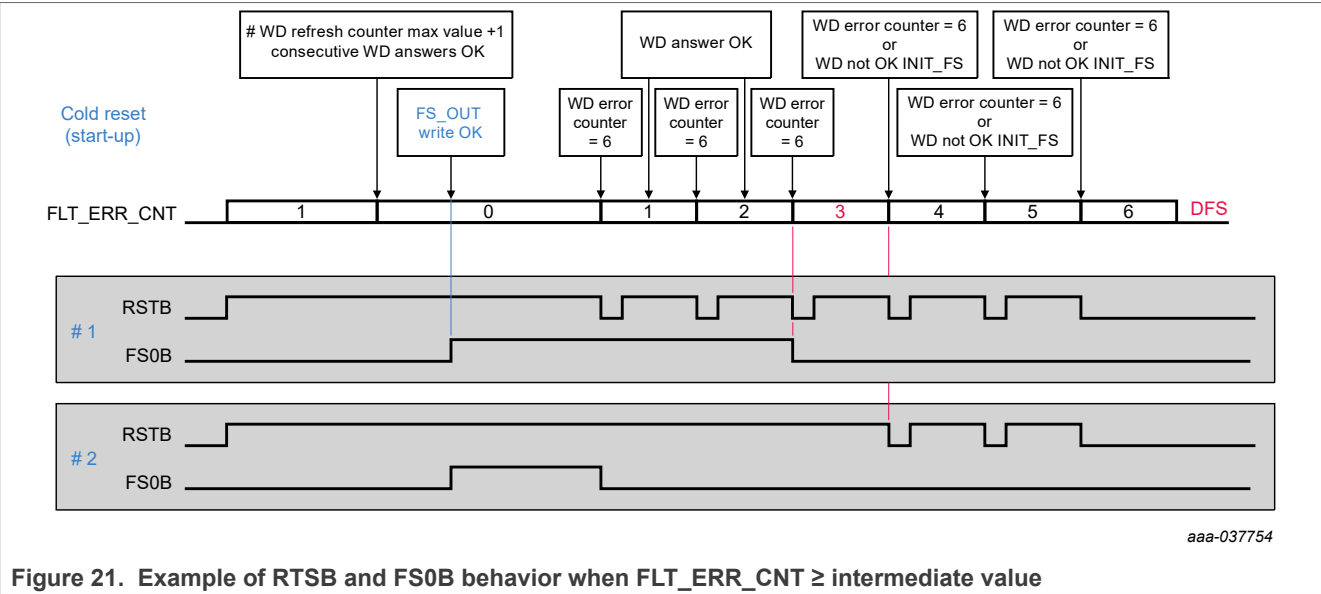 # WD refresh counter max value +1
consecutive WD answers OK
WD answer OK
WD error counter = 6
or
WD not OK INIT_FS
WD error counter = 6
or
WD not OK INIT_FS
Cold reset
(start-up)
FS_OUT
write OK
WD error
counter
= 6
WD error
counter
= 6
WD error
counter
= 6
WD error counter = 6
or
WD not OK INIT_FS
FLT_ERR_CNT 1 0 1 2 3 4 5 6 DFS
# 1
RSTB
FS0B
# 2
RSTB
FS0B
aaa-037754
Figure 21. Example of RTSB and FS0B behavior when FLT_ERR_CNT ≥ intermediate value